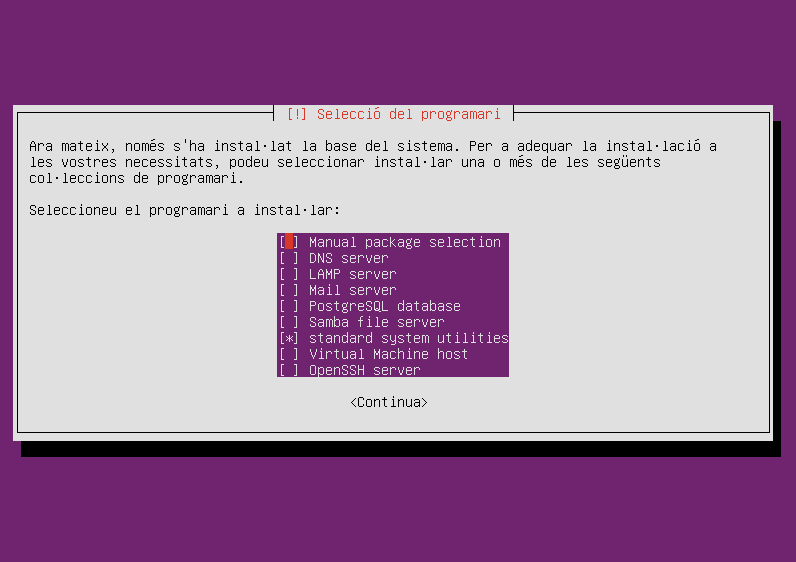 [!] Selecció del programari
Ara mateix, només s'ha instal·lat la base del sistema. Per a adequar la instal·lació a
les vostres necessitats, podeu seleccionar instal·lar una o més de les següents
col·leccions de programari.
Seleccioneu el programari a instal·lar:
[ ] Manual package selection
[ ] DNS server
[ ] LAMP server
[ ] Mail server
[ ] PostgreSQL database
[ ] Samba file server
[*] standard system utilities
[ ] Virtual Machine host
[ ] OpenSSH server
<Continua>